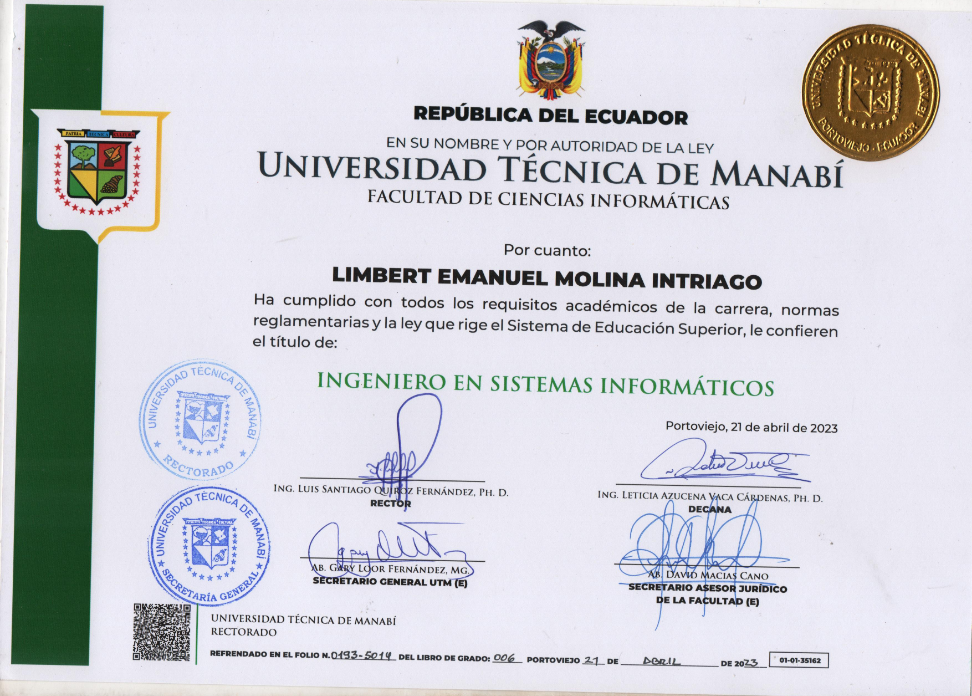 REPÚBLICA DEL ECUADOR
EN SU NOMBRE Y POR AUTORIDAD DE LA LEY
UNIVERSIDAD TÉCNICA DE MANABÍ
FACULTAD DE CIENCIAS INFORMÁTICAS
UNIVERSIDAD TÉCNICA DE MANABÍ
PORTOVIEJO - ECUADOR
PATRIA TÉCNICA CULTURA
Por cuanto:
LIMBERT EMANUEL MOLINA INTRIAGO
Ha cumplido con todos los requisitos académicos de la carrera, normas
reglamentarias y la ley que rige el Sistema de Educación Superior, le confieren
el título de:
INGENIERO EN SISTEMAS INFORMÁTICOS
Portoviejo, 21 de abril de 2023
UNIVERSIDAD TÉCNICA DE MANABÍ
RECTORADO
ING. LUIS SANTIAGO QUIROZ FERNÁNDEZ, PH. D.
RECTOR
ING. LETICIA AZUCENA VACA CÁRDENAS, PH. D.
DECANA
UNIVERSIDAD TÉCNICA DE MANABÍ
SECRETARÍA GENERAL
AB. GARY LOOR FERNÁNDEZ, MG.
SECRETARIO GENERAL UTM (E)
AB. DAVID MACÍAS CANO
SECRETARIO ASESOR JURÍDICO
DE LA FACULTAD (E)
UNIVERSIDAD TÉCNICA DE MANABÍ
RECTORADO
REFRENDADO EN EL FOLIO N.0193-5014 DEL LIBRO DE GRADO: 006 PORTOVIEJO 21 DE ABRIL DE 2023
01-01-35162